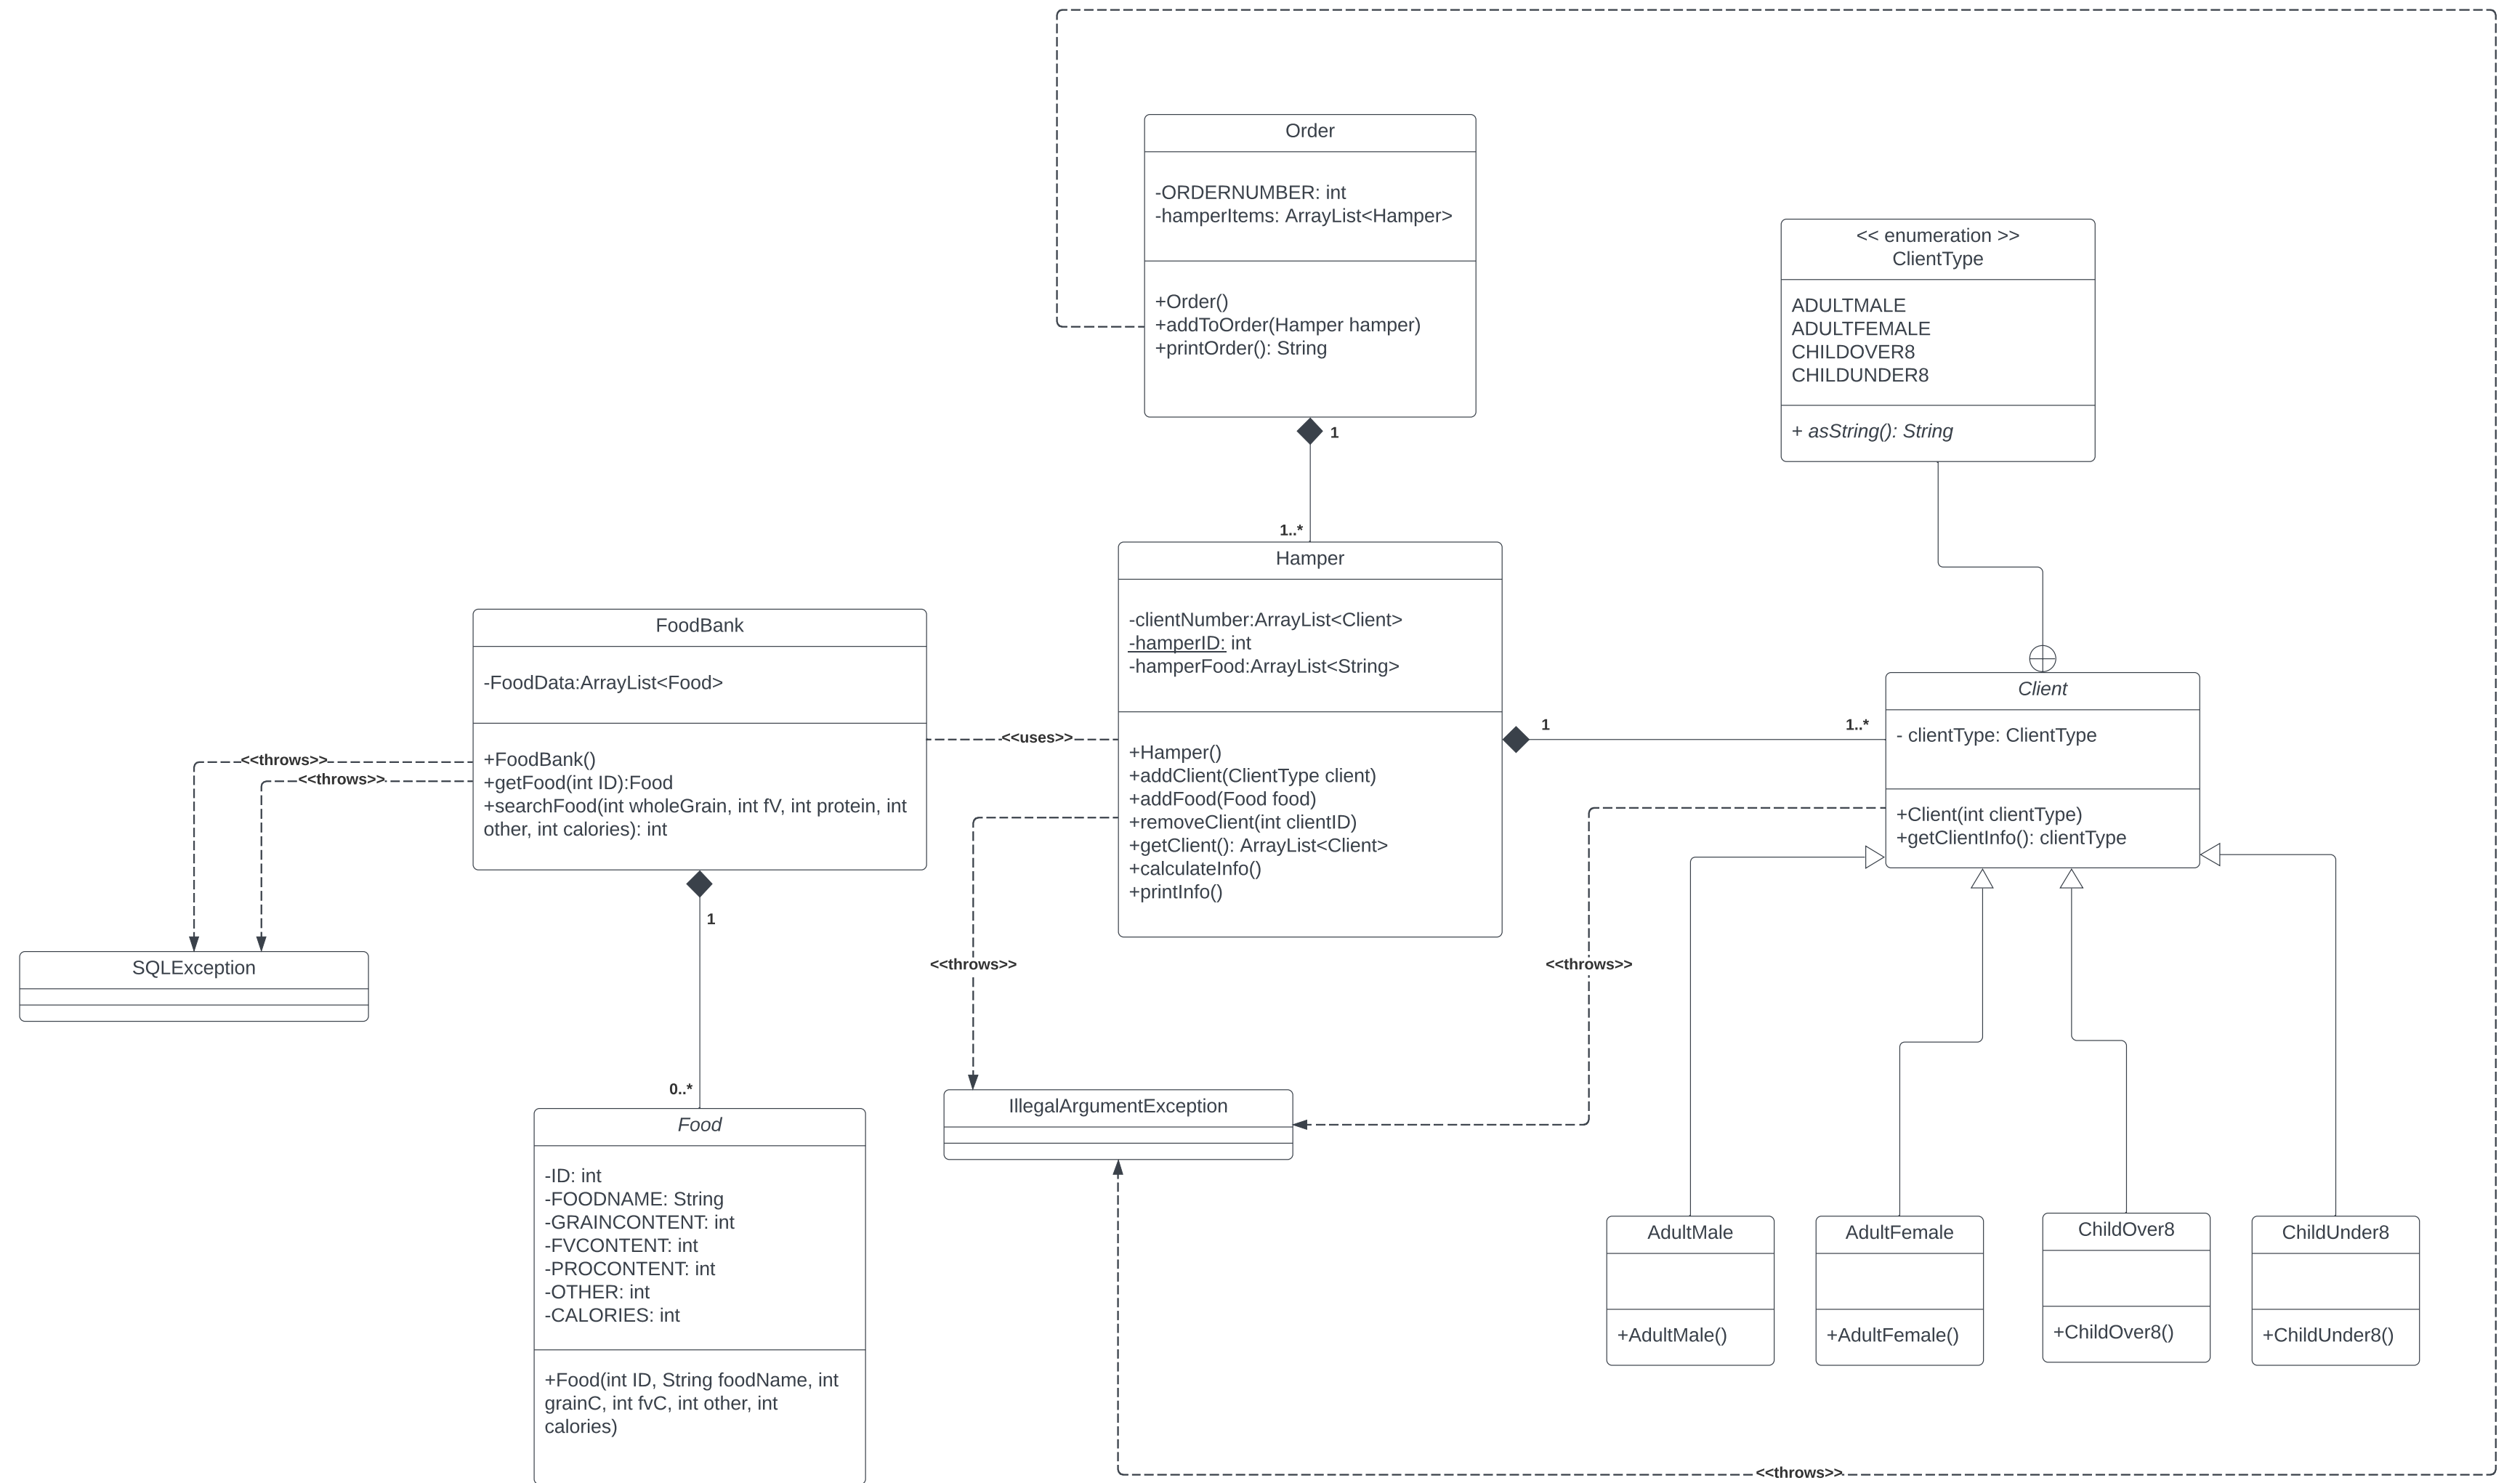 Order
-ORDERNUMBER: int
-hamperItems: ArrayList<Hamper>
+Order()
+addToOrder(Hamper hamper)
+printOrder(): String
1
1..*
<< enumeration >>
ClientType
ADULTMALE
ADULTFEMALE
CHILDOVER8
CHILDUNDER8
+ asString(): String
Hamper
-clientNumber:ArrayList<Client>
-hamperID: int
-hamperFood:ArrayList<String>
+Hamper()
+addClient(ClientType client)
+addFood(Food food)
+removeClient(int clientID)
+getClient(): ArrayList<Client>
+calculateInfo()
+printInfo()
FoodBank
-FoodData:ArrayList<Food>
+FoodBank()
+getFood(int ID):Food
+searchFood(int wholeGrain, int fV, int protein, int
other, int calories): int
<<uses>>
<<throws>>
<<throws>>
1
1..*
Client
- clientType: ClientType
+Client(int clientType)
+getClientInfo(): clientType
1
0..*
SQLException
<<throws>>
<<throws>>
IllegalArgumentException
Food
-ID: int
-FOODNAME: String
-GRAINCONTENT: int
-FVCONTENT: int
-PROCONTENT: int
-OTHER: int
-CALORIES: int
+Food(int ID, String foodName, int
grainC, int fvC, int other, int
calories)
AdultMale
+AdultMale()
AdultFemale
+AdultFemale()
ChildOver8
+ChildOver8()
ChildUnder8
+ChildUnder8()
<<throws>>